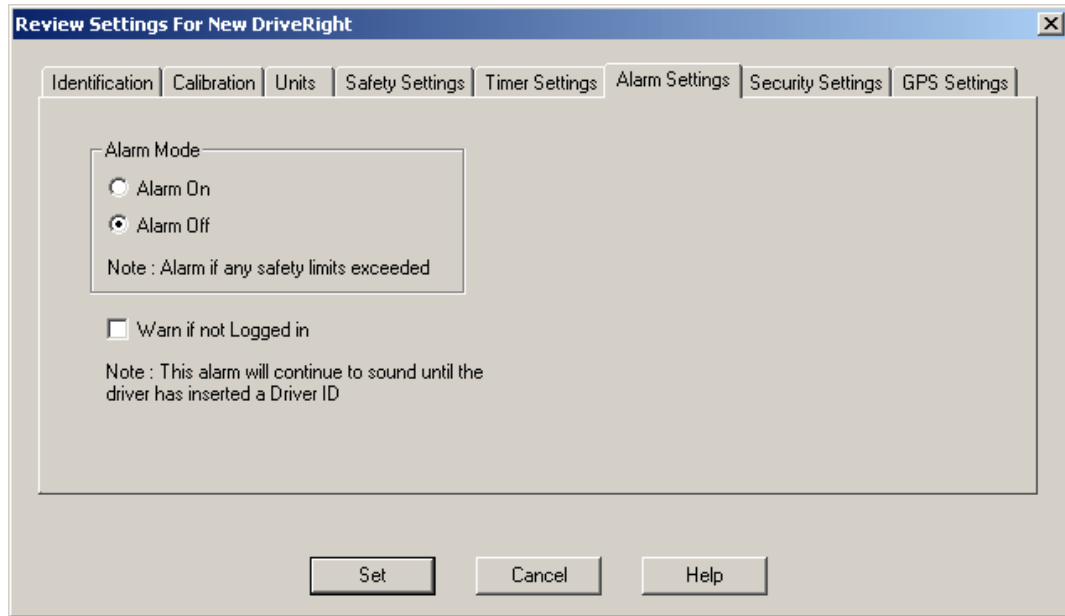 Review Settings For New DriveRight
Identification Calibration Units Safety Settings Timer Settings Alarm Settings Security Settings GPS Settings
Alarm Mode
Alarm On
Alarm Off
Note : Alarm if any safety limits exceeded
Warn if not Logged in
Note : This alarm will continue to sound until the
driver has inserted a Driver ID
Set Cancel Help